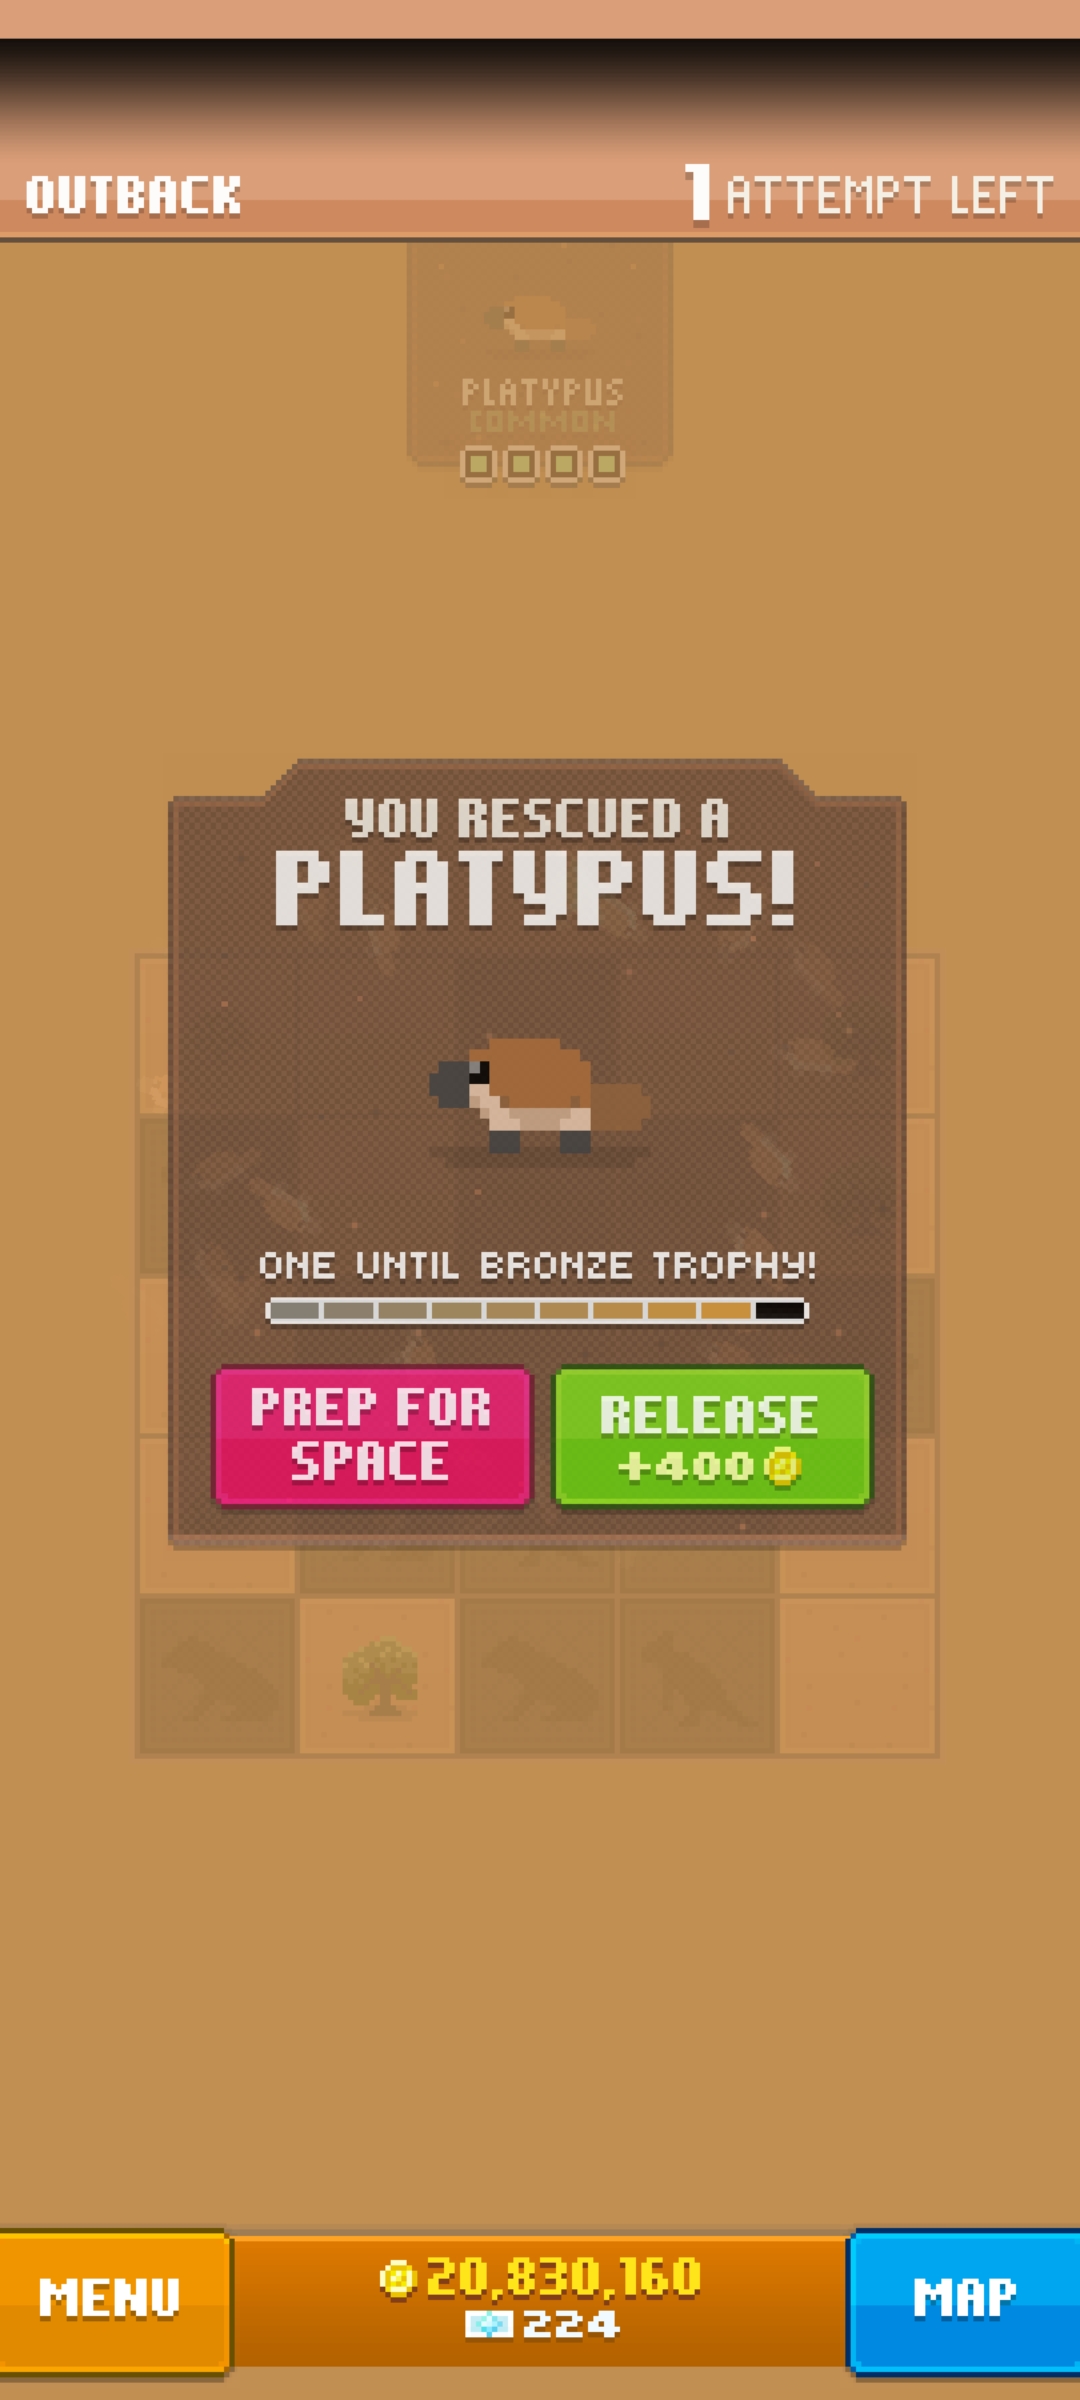 OUTBACK
1 ATTEMPT LEFT
PLATYPUS
COMMON
YOU RESCUED A
PLATYPUS!
ONE UNTIL BRONZE TROPHY!
PREP FOR
SPACE
RELEASE
+400
MENU
20,830,160
224
MAP